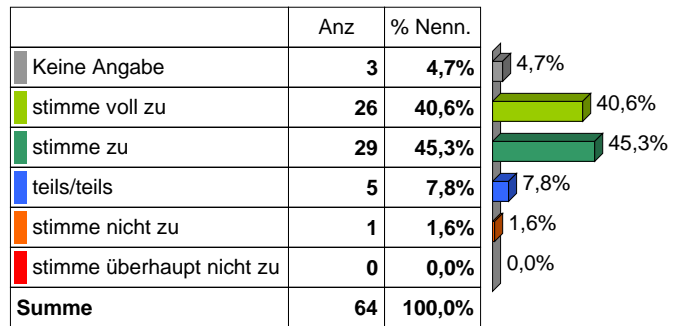 Anz % Nenn.
Keine Angabe 3 4,7% 4,7%
stimme voll zu 26 40,6% 40,6%
stimme zu 29 45,3% 45,3%
teils/teils 5 7,8% 7,8%
stimme nicht zu 1 1,6% 1,6%
stimme überhaupt nicht zu 0 0,0% 0,0%
Summe 64 100,0%